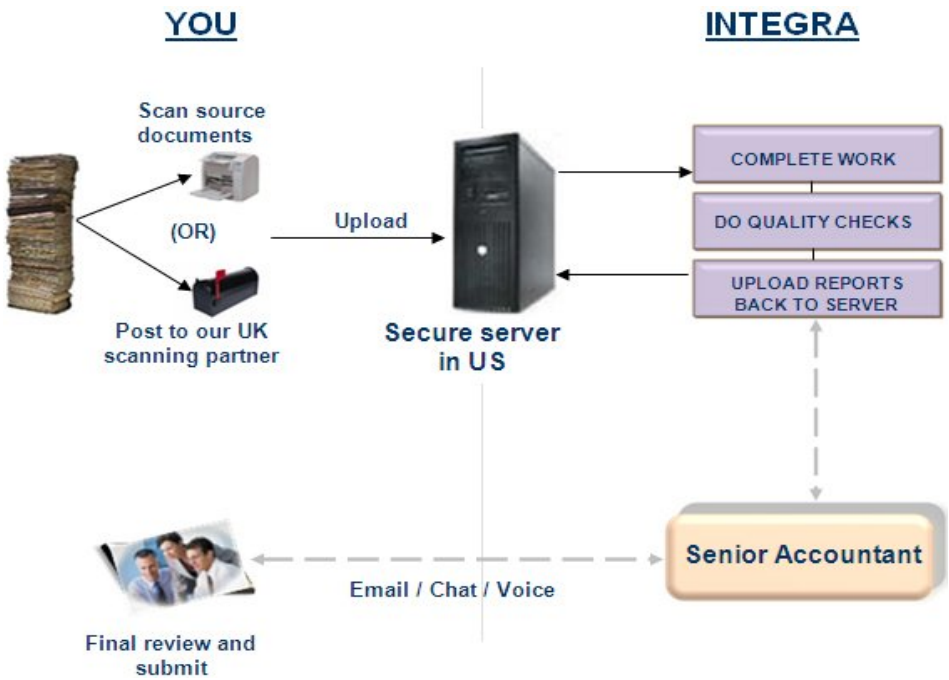 YOU
INTEGRA
Scan source
documents
(OR)
Post to our UK
scanning partner
Upload
Secure server
in US
COMPLETE WORK
DO QUALITY CHECKS
UPLOAD REPORTS
BACK TO SERVER
Senior Accountant
Email / Chat / Voice
Final review and
submit